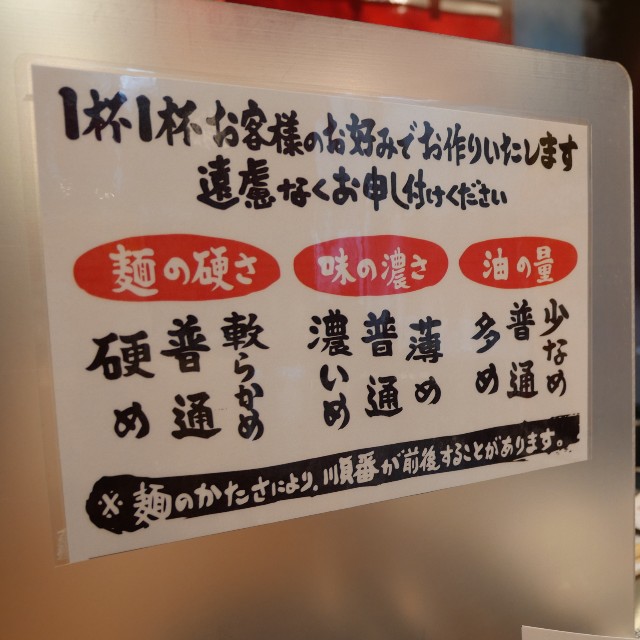 1杯1杯お客様のお好みでお作りいたします
遠慮なくお申し付けください
麺の硬さ
軟らかめ
普通
硬め
味の濃さ
薄め
普通
濃いめ
油の量
少なめ
普通
多め
※麺のかたさにより、順番が前後することがあります。